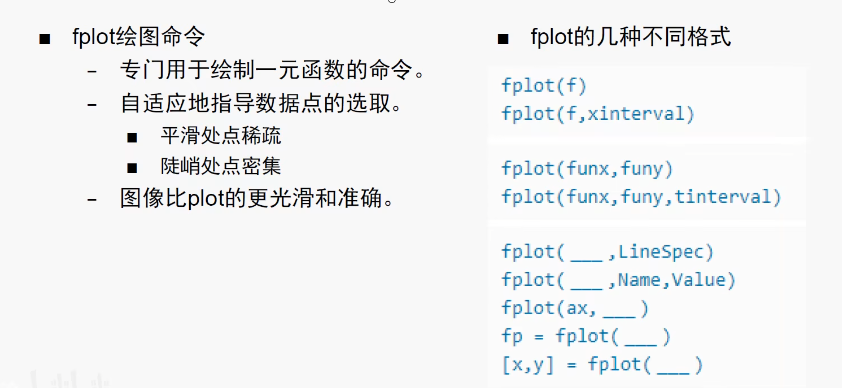 ■ fplot绘图命令
– 专门用于绘制一元函数的命令。
– 自适应地指导数据点的选取。
■ 平滑处点稀疏
■ 陡峭处点密集
– 图像比plot的更光滑和准确。
■ fplot的几种不同格式
fplot(f)
fplot(f,xinterval)
fplot(funx,funy)
fplot(funx,funy,tinterval)
fplot( ___ ,LineSpec)
fplot( ___ ,Name,Value)
fplot(ax, ___ )
fp = fplot( ___ )
[x,y] = fplot( ___ )